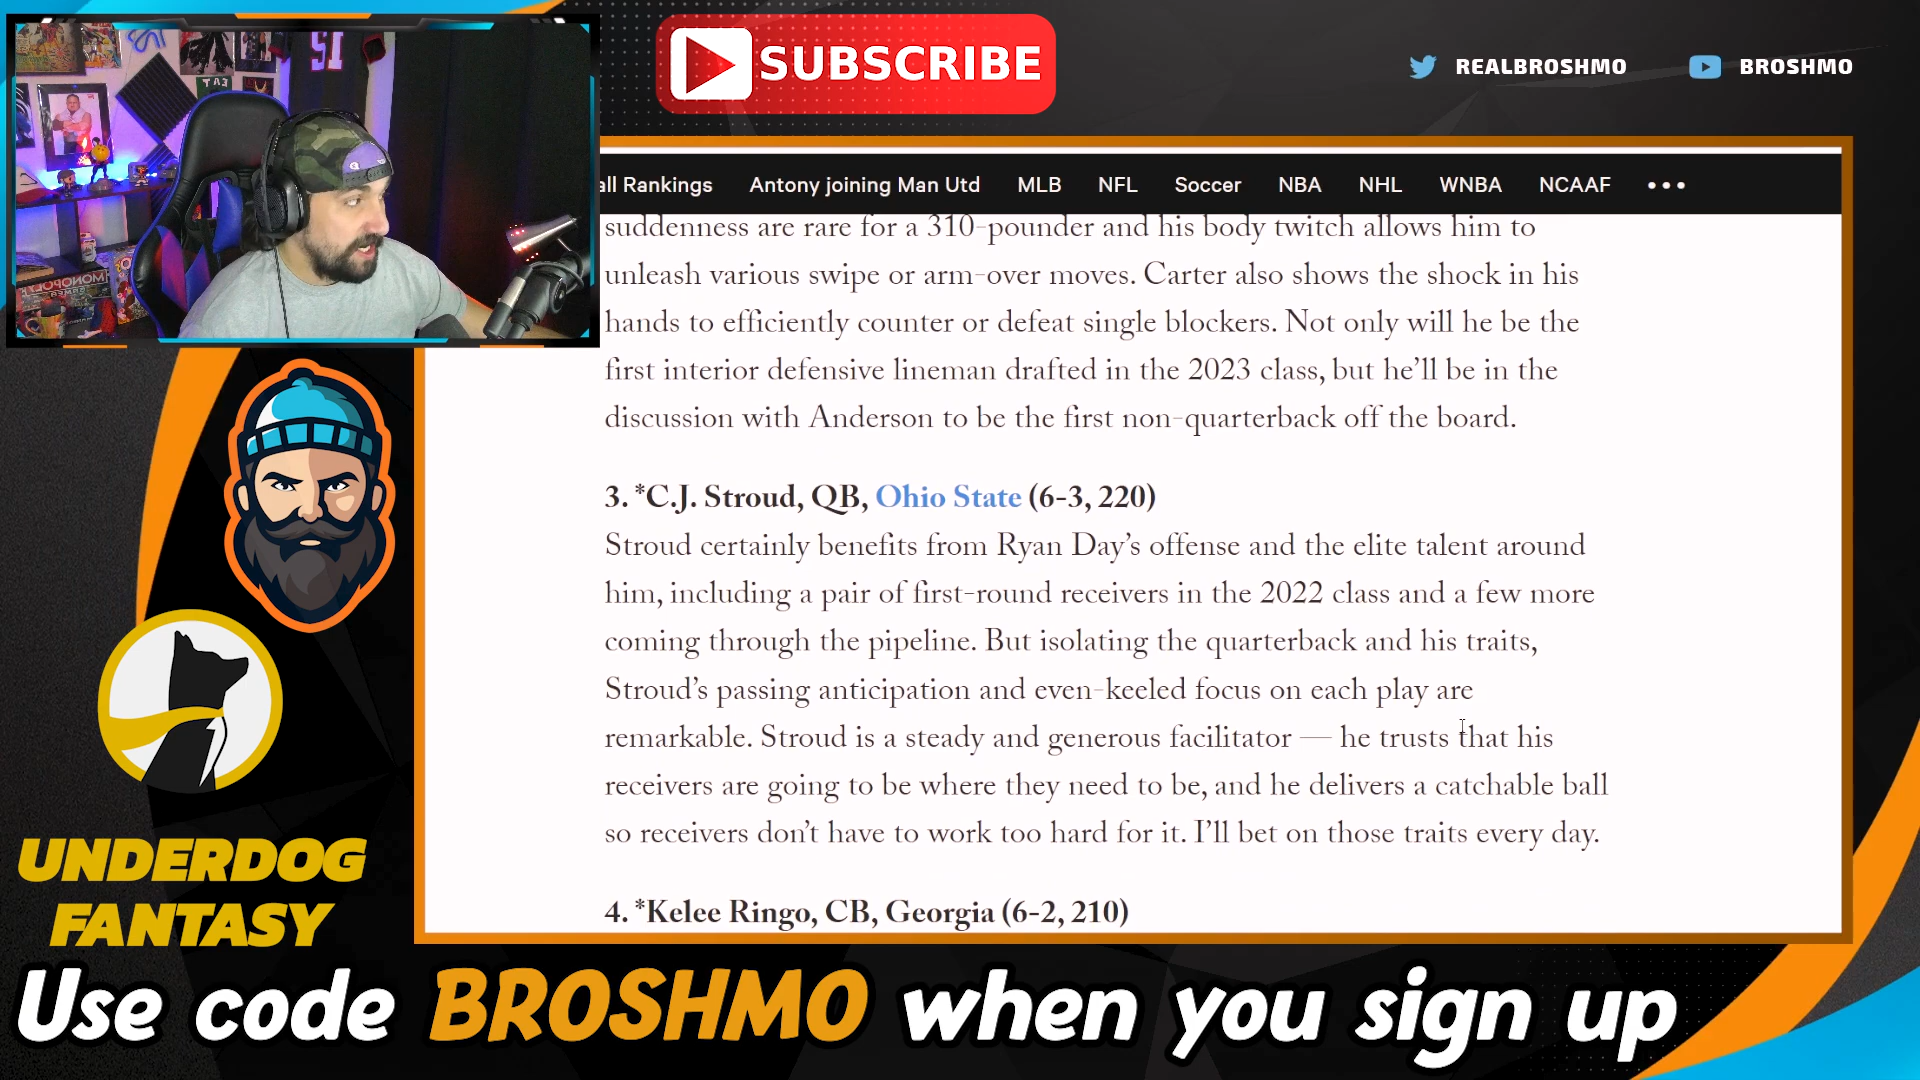 SUBSCRIBE
REALBROSHMO
BROSHMO
all Rankings Antony joining Man Utd MLB NFL Soccer NBA NHL WNBA NCAAF •••
suddenness are rare for a 310-pounder and his body twitch allows him to
unleash various swipe or arm-over moves. Carter also shows the shock in his
hands to efficiently counter or defeat single blockers. Not only will he be the
first interior defensive lineman drafted in the 2023 class, but he’ll be in the
discussion with Anderson to be the first non-quarterback off the board.
3. *C.J. Stroud, QB, Ohio State (6-3, 220)
Stroud certainly benefits from Ryan Day’s offense and the elite talent around
him, including a pair of first-round receivers in the 2022 class and a few more
coming through the pipeline. But isolating the quarterback and his traits,
Stroud’s passing anticipation and even-keeled focus on each play are
remarkable. Stroud is a steady and generous facilitator — he trusts that his
receivers are going to be where they need to be, and he delivers a catchable ball
so receivers don’t have to work too hard for it. I’ll bet on those traits every day.
4. *Kelee Ringo, CB, Georgia (6-2, 210)
UNDERDOG
FANTASY
Use code BROSHMO when you sign up